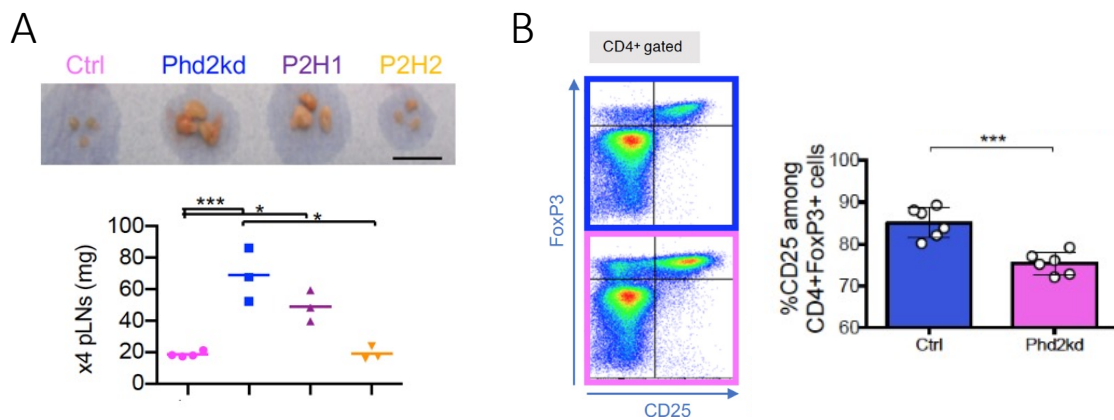 A
Ctrl Phd2kd P2H1 P2H2
***
*
*
x4 pLNs (mg)
100
80
60
40
20
0
B
CD4+ gated
FoxP3
CD25
***
%CD25 among
CD4+FoxP3+ cells
100
90
80
70
60
Ctrl Phd2kd